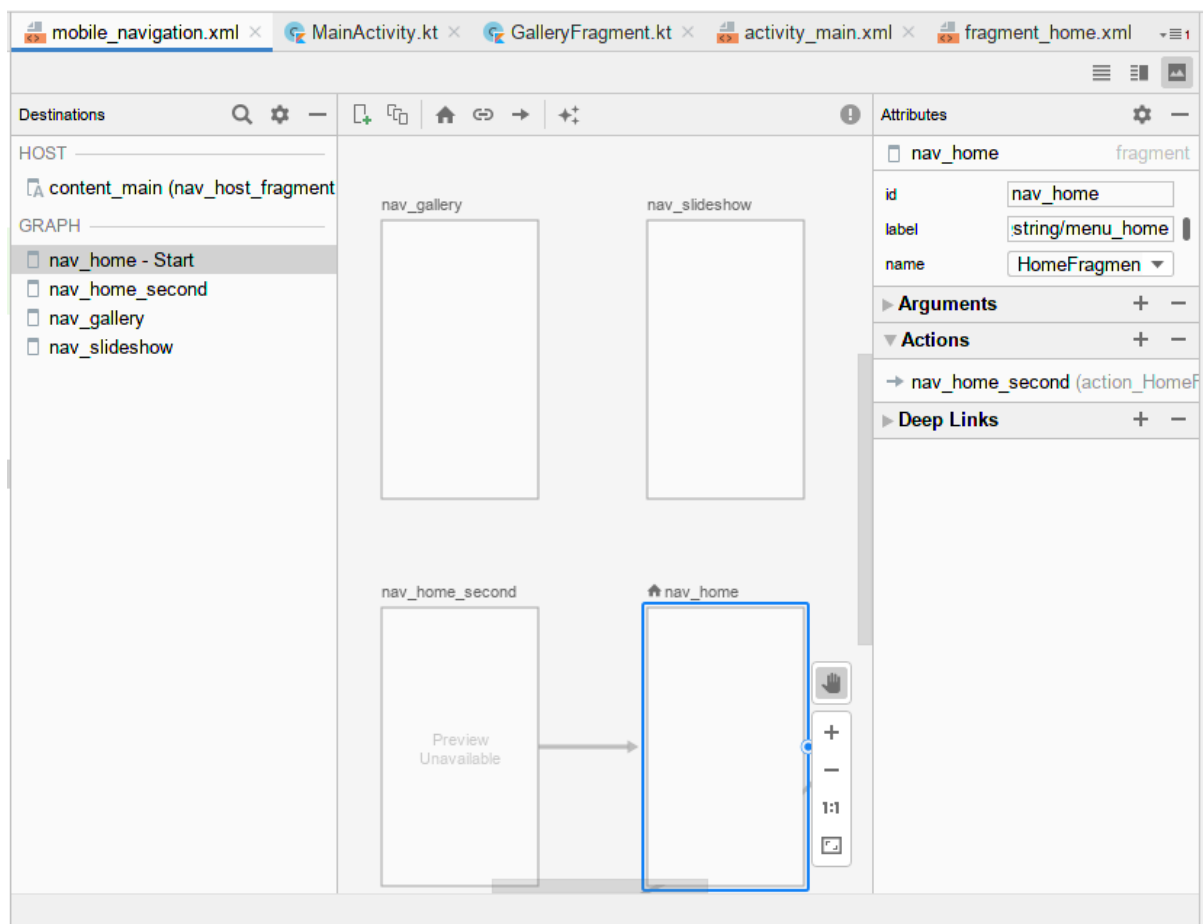 mobile_navigation.xml MainActivity.kt GalleryFragment.kt activity_main.xml fragment_home.xml 1
Destinations
HOST
content_main (nav_host_fragment
GRAPH
nav_home - Start
nav_home_second
nav_gallery
nav_slideshow
nav_gallery nav_slideshow
nav_home_second nav_home
Preview
Unavailable
1:1
Attributes
nav_home fragment
id nav_home
label string/menu_home
name HomeFragmen
Arguments
Actions
nav_home_second (action_HomeF
Deep Links